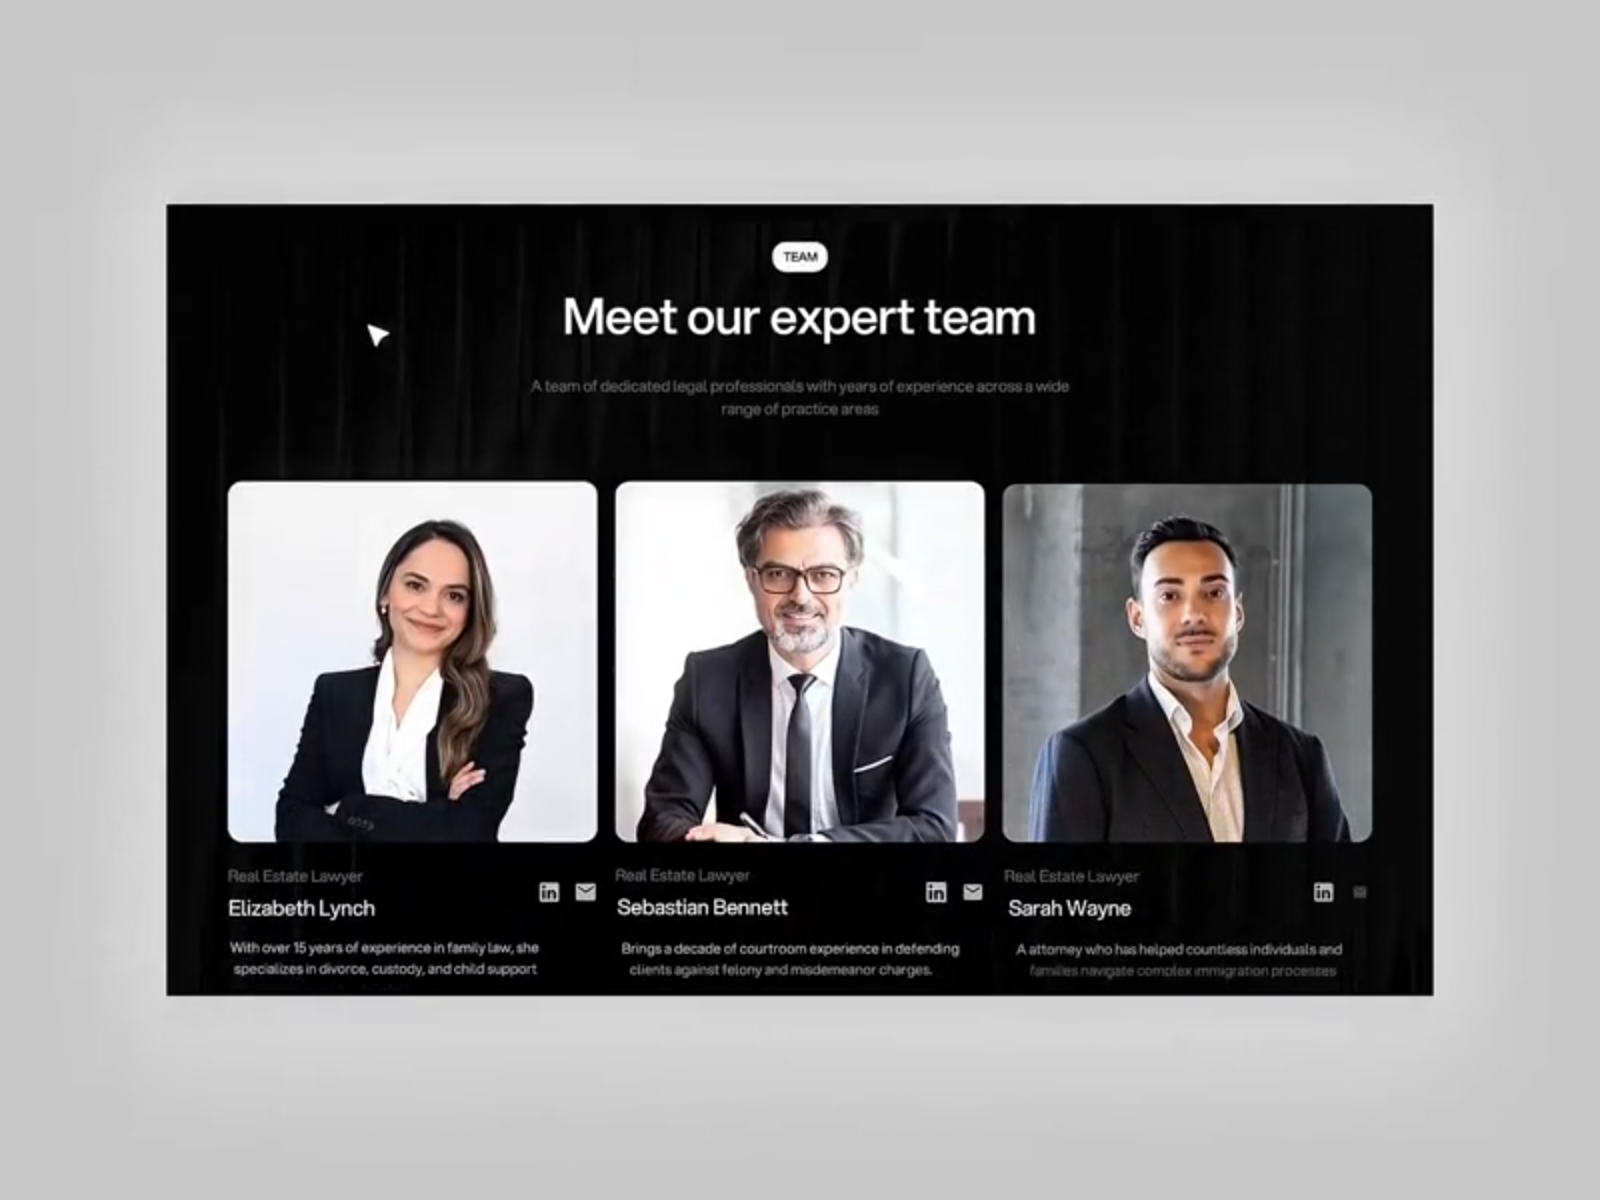 TEAM
Meet our expert team
A team of dedicated legal professionals with years of experience across a wide
range of practice areas
Real Estate Lawyer
in
Elizabeth Lynch
With over 15 years of experience in family law, she
specializes in divorce, custody, and child support
Real Estate Lawyer
in
Sebastian Bennett
Brings a decade of courtroom experience in defending
clients against felony and misdemeanor charges.
Real Estate Lawyer
in
Sarah Wayne
A attorney who has helped countless individuals and
families navigate complex immigration processes